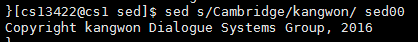 }[cs13422@cs1 sed]$ sed s/Cambridge/kangwon/ sed00
Copyright kangwon Dialogue Systems Group, 2016